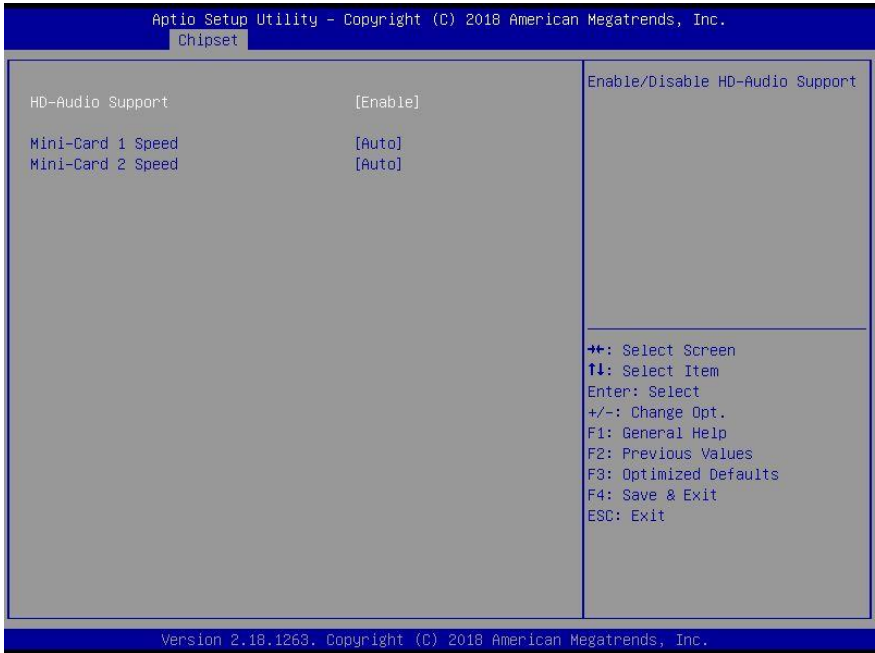 Aptio Setup Utility – Copyright (C) 2018 American Megatrends, Inc.
Chipset
HD-Audio Support [Enable]
Mini-Card 1 Speed [Auto]
Mini-Card 2 Speed [Auto]
Enable/Disable HD-Audio Support
→←: Select Screen
↑↓: Select Item
Enter: Select
+/-: Change Opt.
F1: General Help
F2: Previous Values
F3: Optimized Defaults
F4: Save & Exit
ESC: Exit
Version 2.18.1263. Copyright (C) 2018 American Megatrends, Inc.